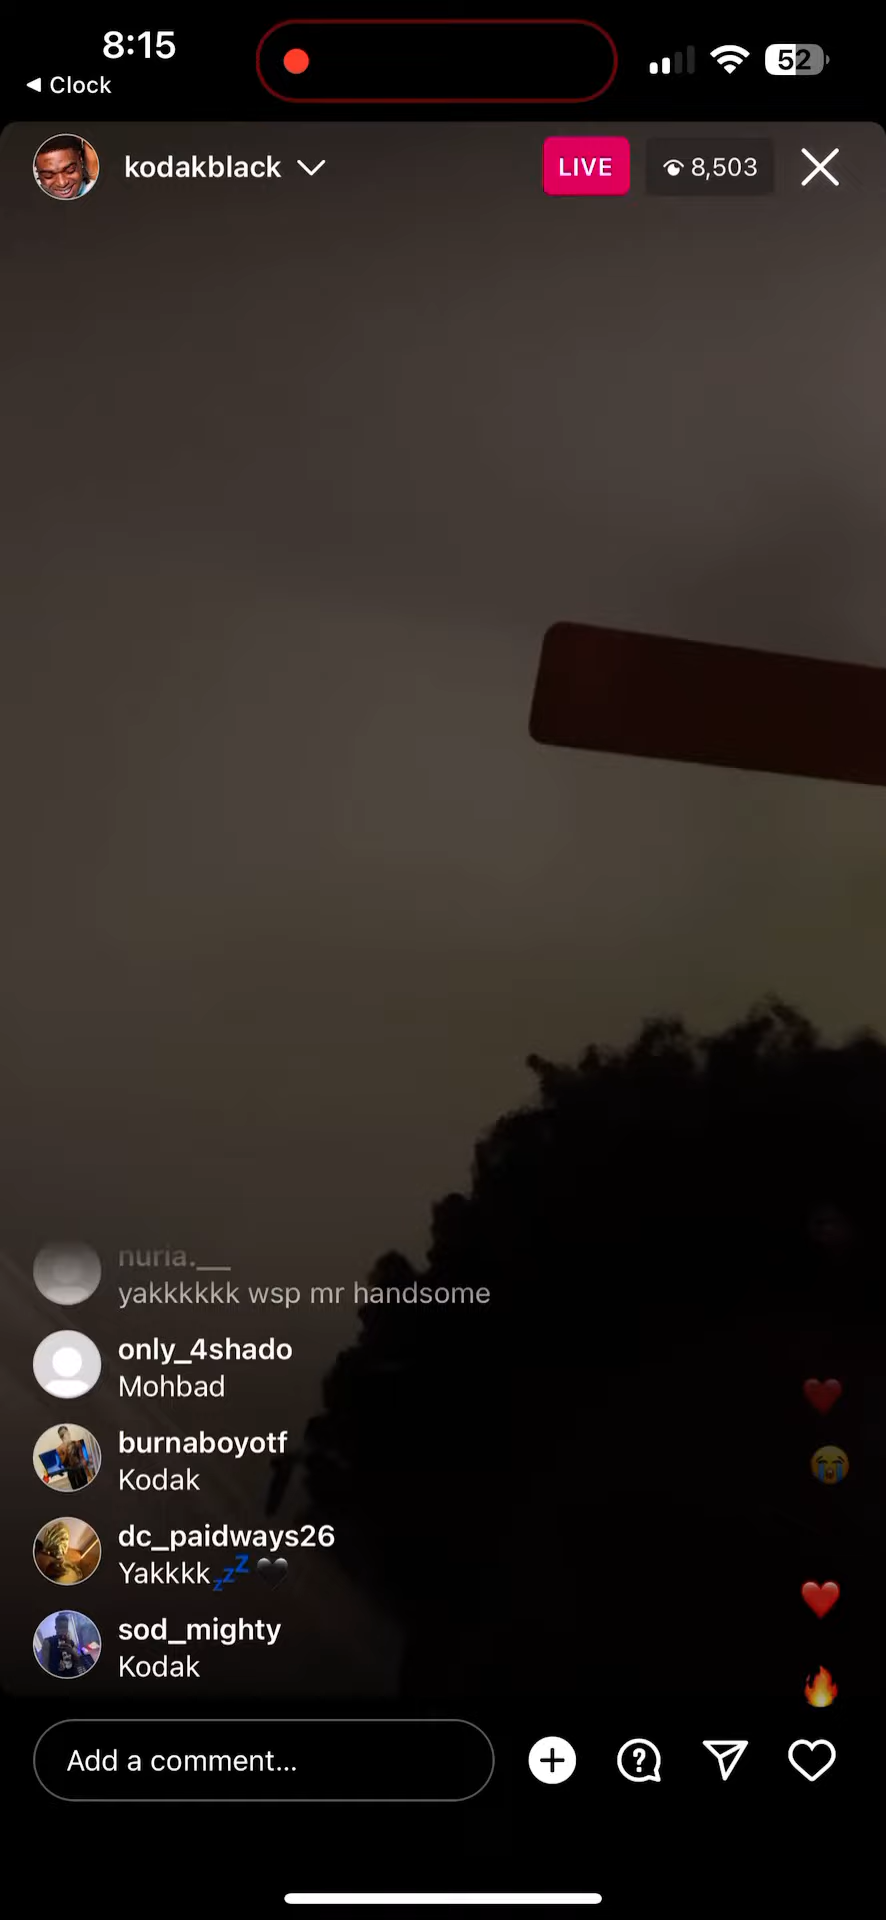 8:15
52
◀ Clock
kodakblack
LIVE
8,503
nuria.__
yakkkkkk wsp mr handsome
only_4shado
Mohbad
burnaboyotf
Kodak
dc_paidways26
Yakkkk💤🖤
sod_mighty
Kodak
Add a comment...